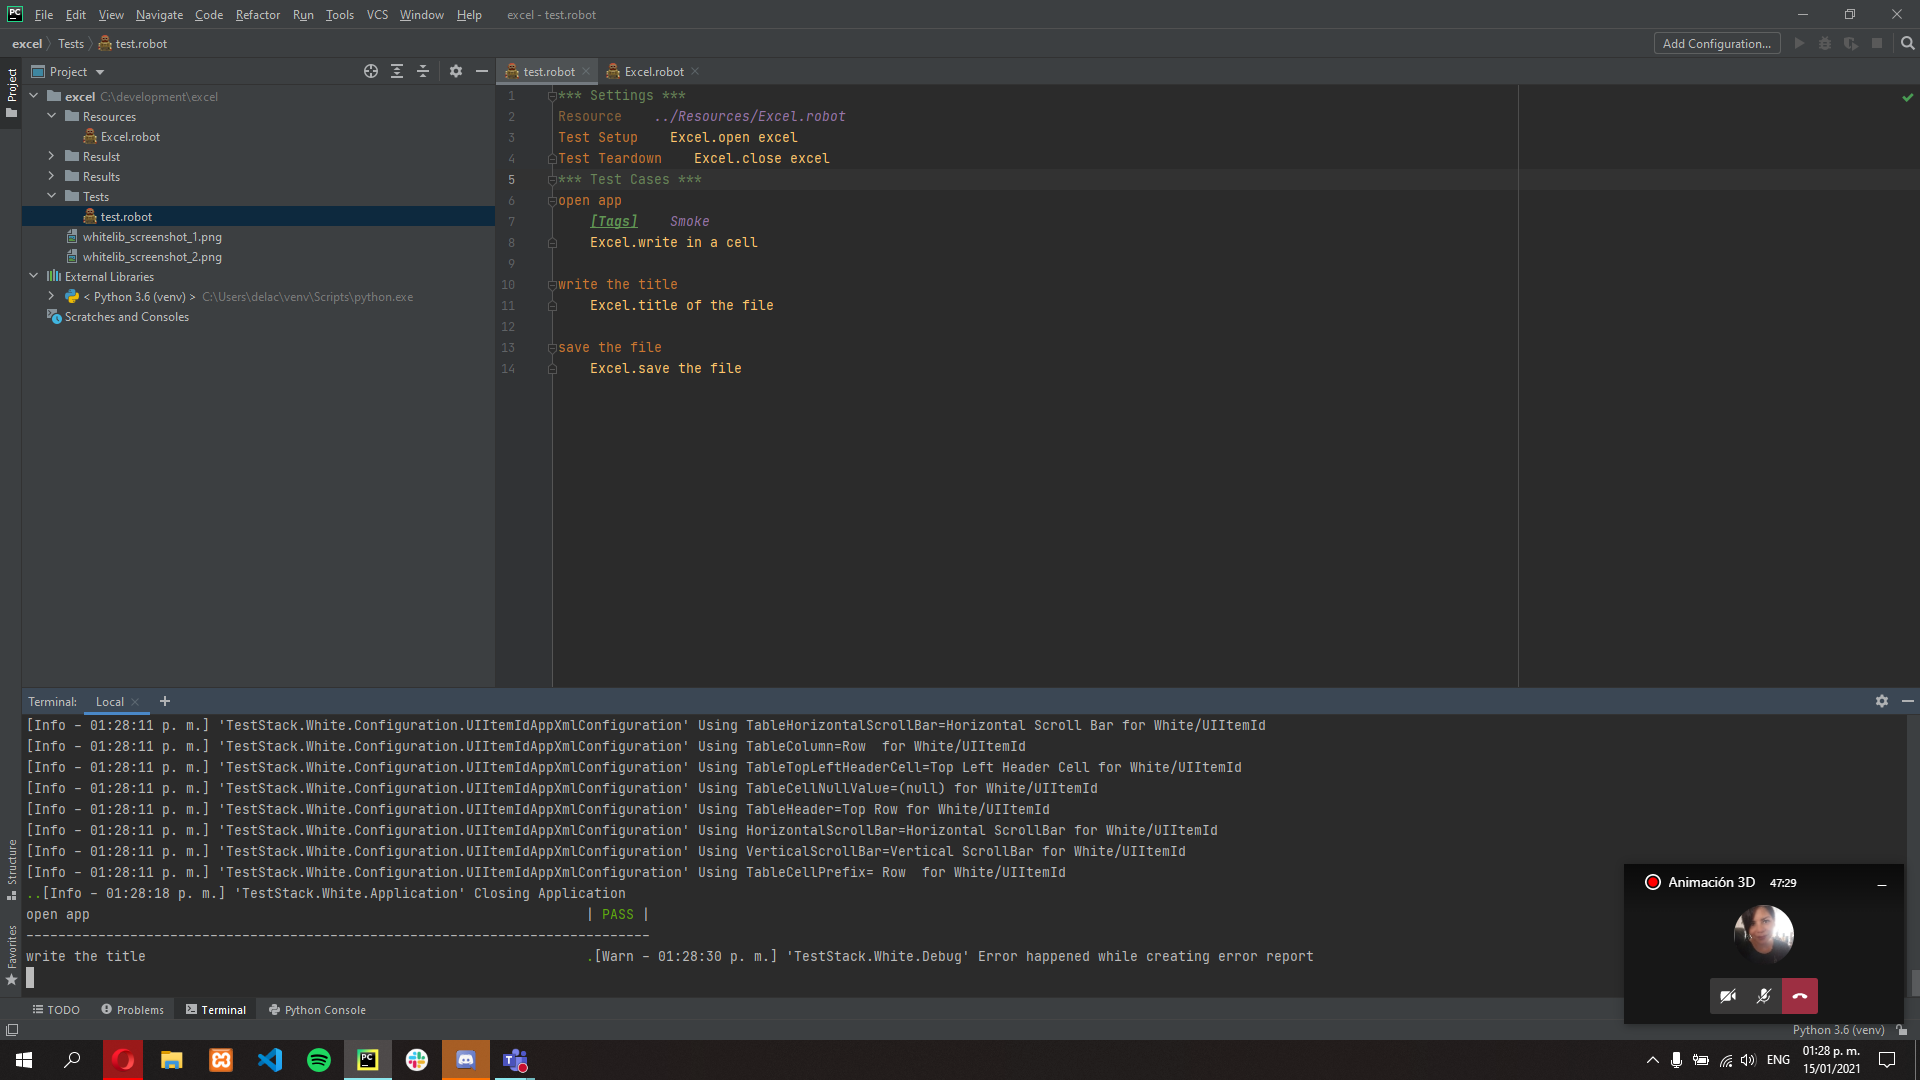 PC File Edit View Navigate Code Refactor Run Tools VCS Window Help excel - test.robot
excel Tests test.robot Add Configuration...
Project Project test.robot Excel.robot
excel C:\development\excel
Resources
Excel.robot
Resulst
Results
Tests
test.robot
whitelib_screenshot_1.png
whitelib_screenshot_2.png
External Libraries
< Python 3.6 (venv) > C:\Users\delac\venv\Scripts\python.exe
Scratches and Consoles
1 *** Settings ***
2 Resource ../Resources/Excel.robot
3 Test Setup Excel.open excel
4 Test Teardown Excel.close excel
5 *** Test Cases ***
6 open app
7 [Tags] Smoke
8 Excel.write in a cell
9
10 write the title
11 Excel.title of the file
12
13 save the file
14 Excel.save the file
Terminal: Local
[Info - 01:28:11 p. m.] 'TestStack.White.Configuration.UIItemIdAppXmlConfiguration' Using TableHorizontalScrollBar=Horizontal Scroll Bar for White/UIItemId
[Info - 01:28:11 p. m.] 'TestStack.White.Configuration.UIItemIdAppXmlConfiguration' Using TableColumn=Row  for White/UIItemId
[Info - 01:28:11 p. m.] 'TestStack.White.Configuration.UIItemIdAppXmlConfiguration' Using TableTopLeftHeaderCell=Top Left Header Cell for White/UIItemId
[Info - 01:28:11 p. m.] 'TestStack.White.Configuration.UIItemIdAppXmlConfiguration' Using TableCellNullValue=(null) for White/UIItemId
[Info - 01:28:11 p. m.] 'TestStack.White.Configuration.UIItemIdAppXmlConfiguration' Using TableHeader=Top Row for White/UIItemId
[Info - 01:28:11 p. m.] 'TestStack.White.Configuration.UIItemIdAppXmlConfiguration' Using HorizontalScrollBar=Horizontal ScrollBar for White/UIItemId
[Info - 01:28:11 p. m.] 'TestStack.White.Configuration.UIItemIdAppXmlConfiguration' Using VerticalScrollBar=Vertical ScrollBar for White/UIItemId
[Info - 01:28:11 p. m.] 'TestStack.White.Configuration.UIItemIdAppXmlConfiguration' Using TableCellPrefix= Row  for White/UIItemId
..[Info - 01:28:18 p. m.] 'TestStack.White.Application' Closing Application
open app | PASS |
------------------------------------------------------------------------------
write the title .[Warn - 01:28:30 p. m.] 'TestStack.White.Debug' Error happened while creating error report
Structure
Favorites
Animación 3D 47:29
TODO Problems Terminal Python Console
Python 3.6 (venv)
PC T ENG 01:28 p. m.
15/01/2021